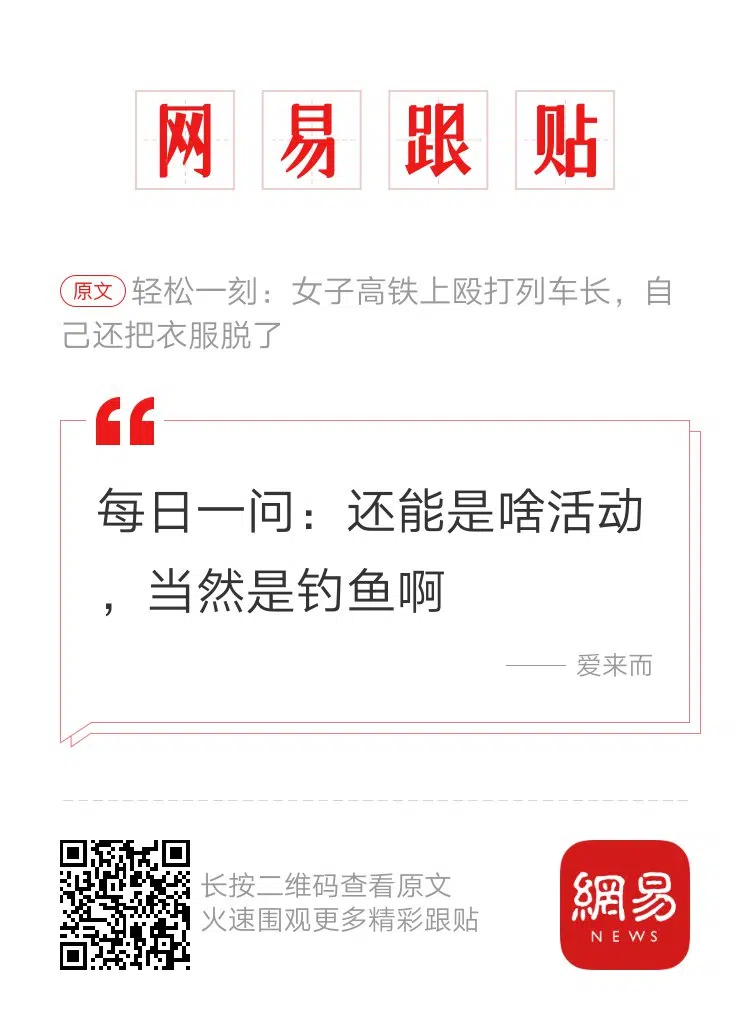 网易跟贴
原文 轻松一刻：女子高铁上殴打列车长，自
己还把衣服脱了
每日一问：还能是啥活动
，当然是钓鱼啊
—— 爱来而
长按二维码查看原文
火速围观更多精彩跟贴
網易
NEWS